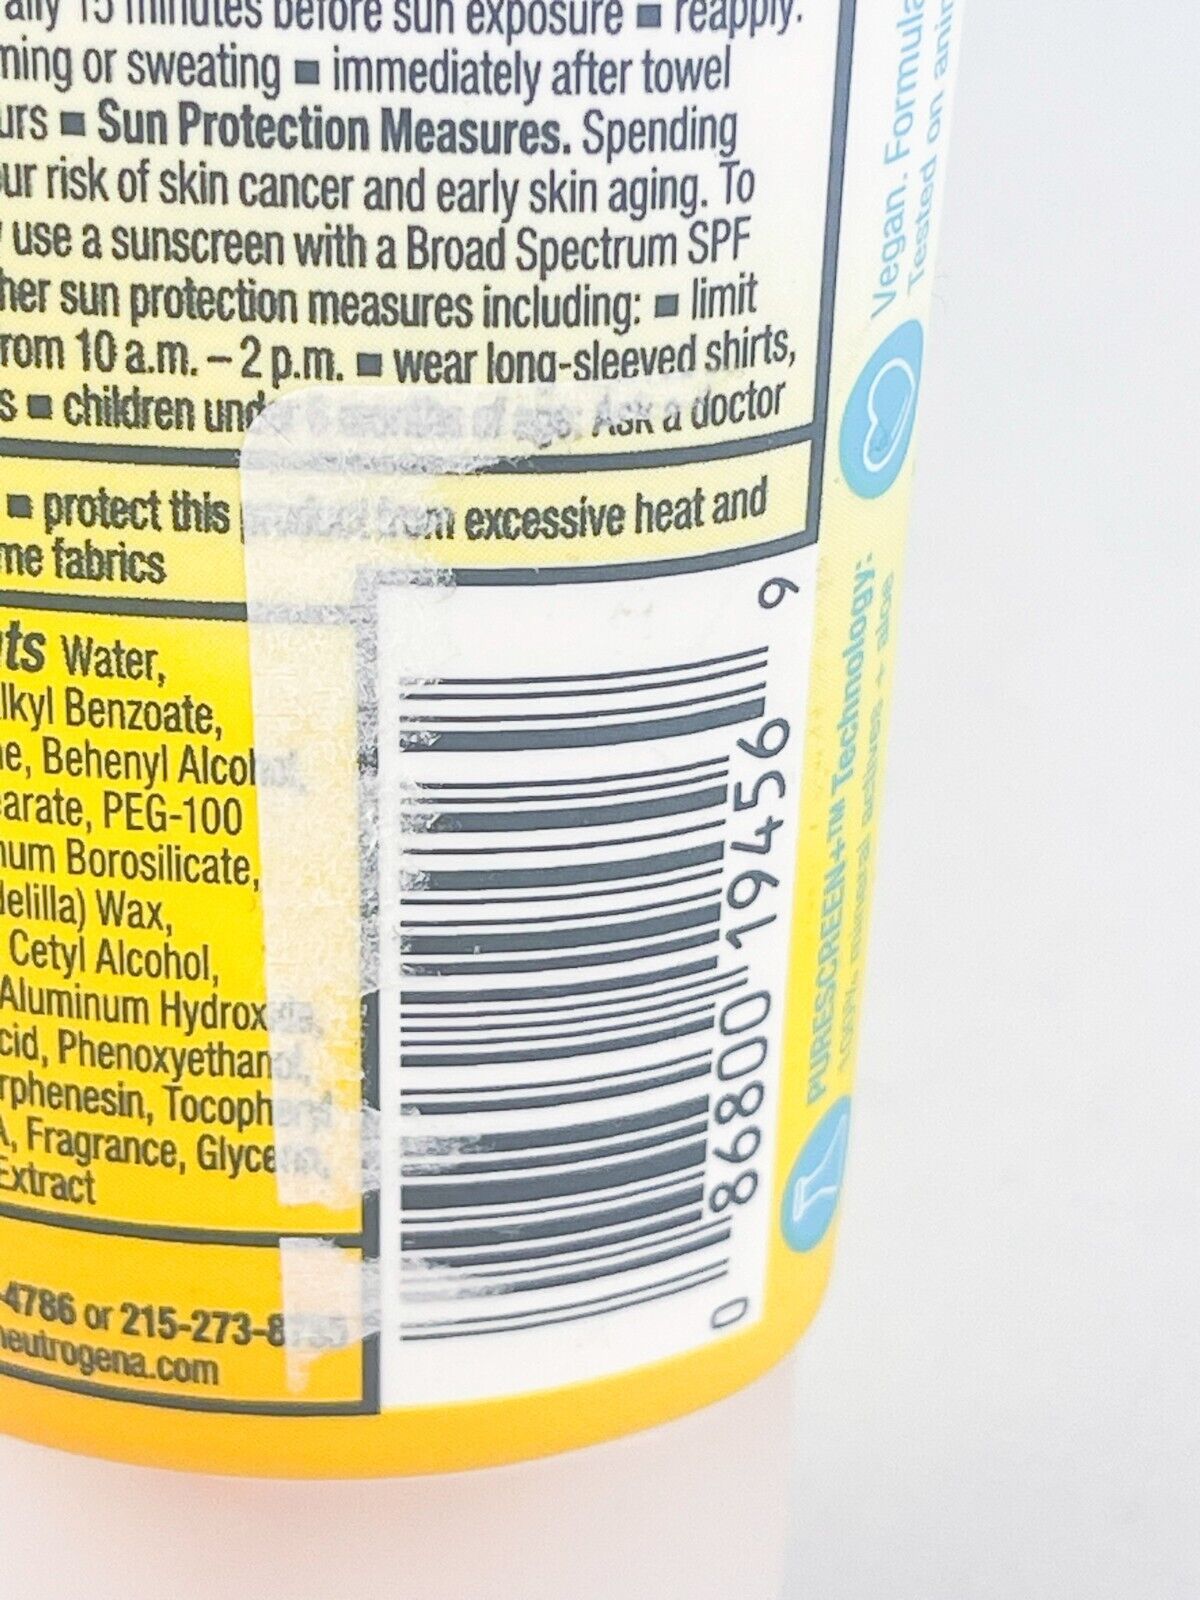 ally 15 minutes before sun exposure ■ reapply:
ming or sweating ■ immediately after towel
urs ■ Sun Protection Measures. Spending
ur risk of skin cancer and early skin aging. To
use a sunscreen with a Broad Spectrum SPF
her sun protection measures including: ■ limit
rom 10 a.m. – 2 p.m. ■ wear long-sleeved shirts,
s ■ children under 6 months of age: Ask a doctor
■ protect this product from excessive heat and
me fabrics
ts Water,
lkyl Benzoate,
e, Behenyl Alcohol,
arate, PEG-100
num Borosilicate,
delilla) Wax,
Cetyl Alcohol,
Aluminum Hydroxide,
cid, Phenoxyethanol,
rphenesin, Tocopheryl
A, Fragrance, Glycerin,
Extract
-4786 or 215-273-8755
neutrogena.com
0 86800 19456 9
Vegan. Formula
Tested on anim
PURESCREEN+™ Technology:
100% mineral actives + aloe